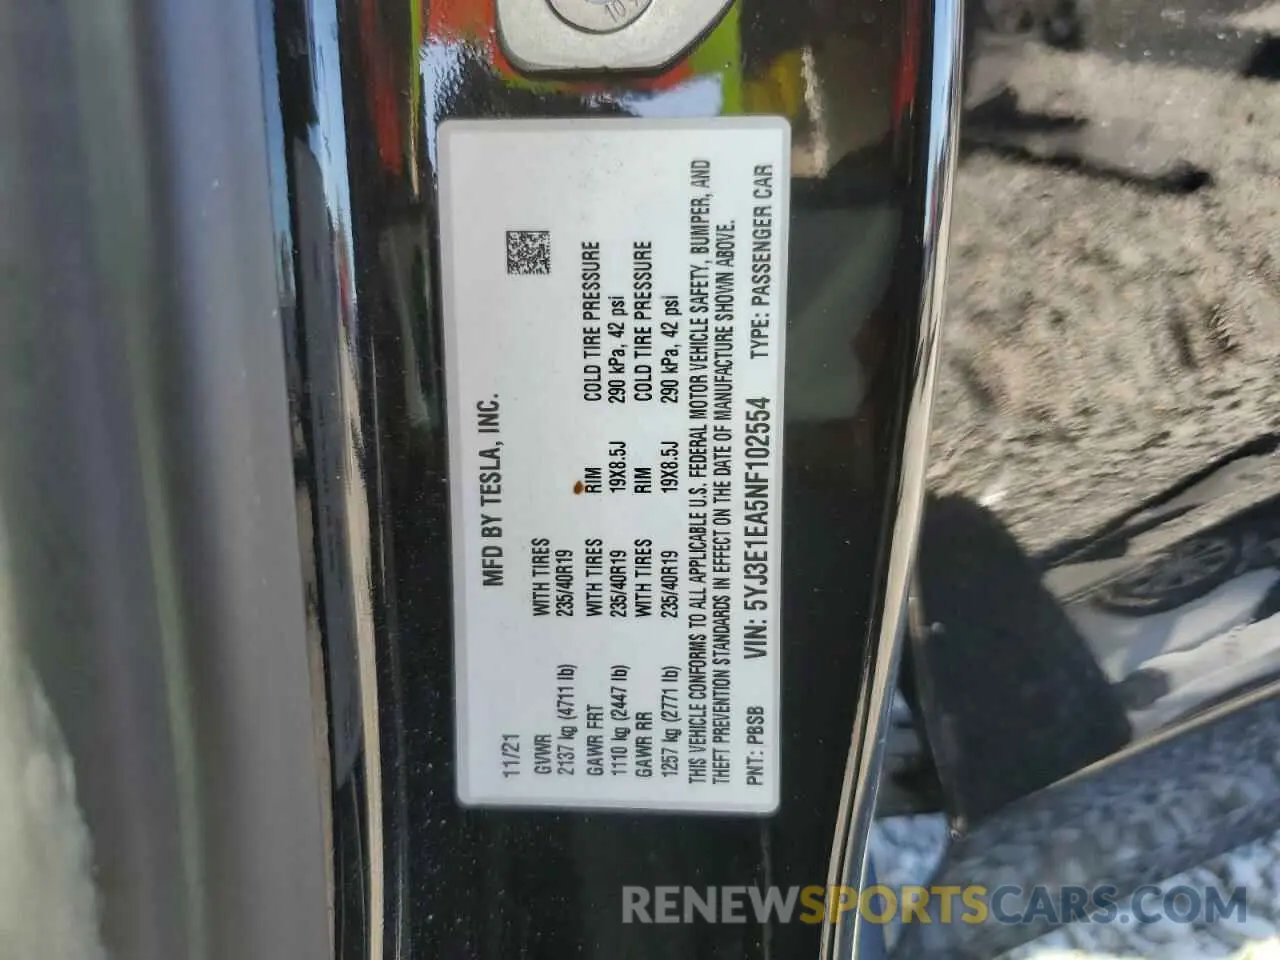 MFD BY TESLA, INC.
11/21
GVWR WITH TIRES
2137 kg (4711 lb) 235/40R19
GAWR FRT WITH TIRES RIM COLD TIRE PRESSURE
1110 kg (2447 lb) 235/40R19 19X8.5J 290 kPa, 42 psi
GAWR RR WITH TIRES RIM COLD TIRE PRESSURE
1257 kg (2771 lb) 235/40R19 19X8.5J 290 kPa, 42 psi
THIS VEHICLE CONFORMS TO ALL APPLICABLE U.S. FEDERAL MOTOR VEHICLE SAFETY, BUMPER, AND
THEFT PREVENTION STANDARDS IN EFFECT ON THE DATE OF MANUFACTURE SHOWN ABOVE.
PNT: PBSB VIN: 5YJ3E1EA5NF102554 TYPE: PASSENGER CAR
RENEWSPORTSCARS.COM